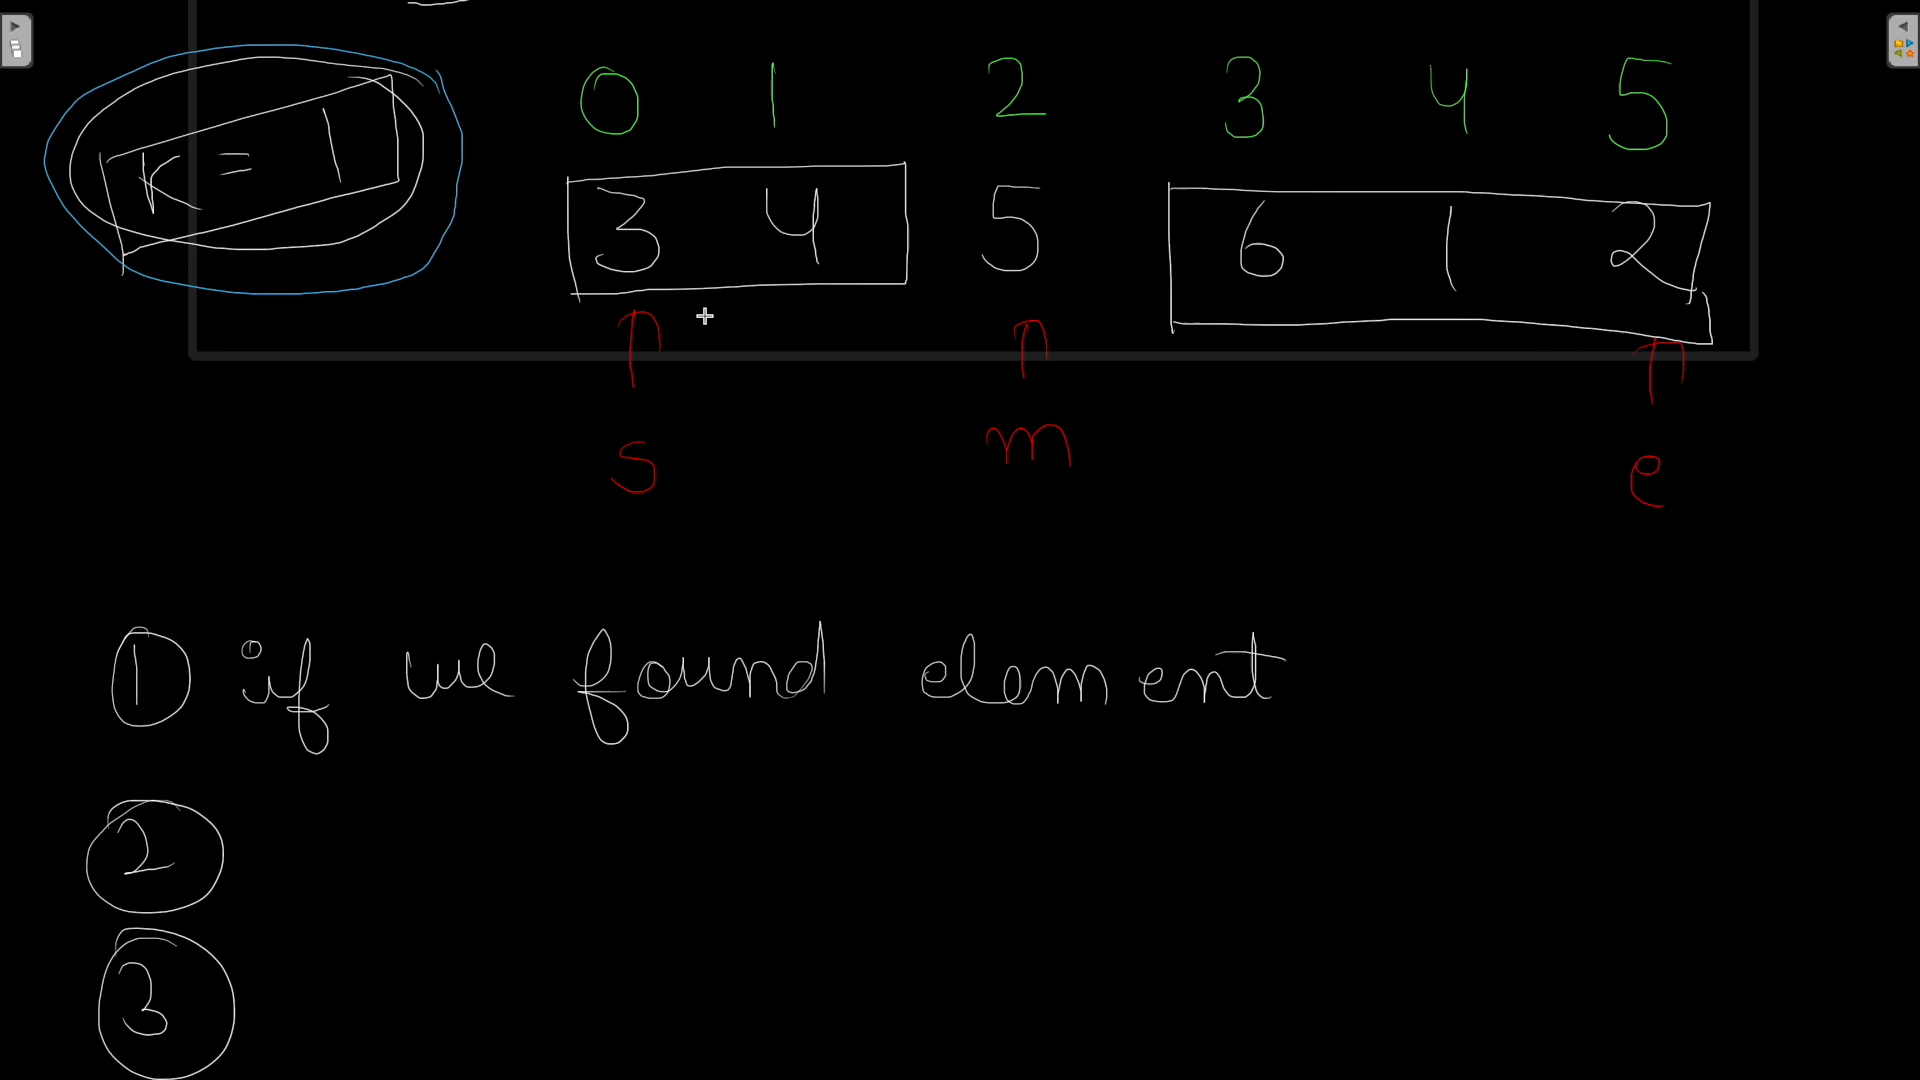 0 1 2 3 4 5
K = 1
3 4 5 6 1 2
s m e
1 if we found element
2
3